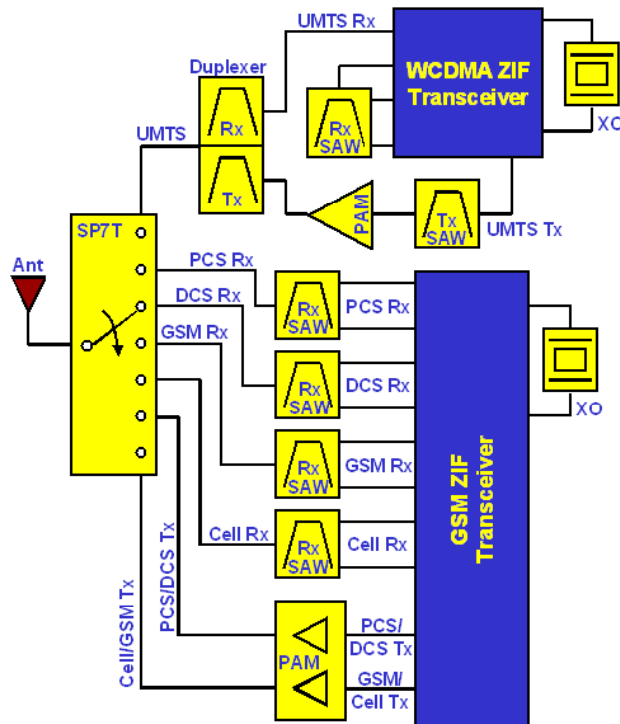 UMTS Rx
WCDMA ZIF
Transceiver
Duplexer
Rx
Rx
SAW
XO
UMTS
Tx
PAM
Tx
SAW
UMTS Tx
SP7T
Ant
PCS Rx
Rx
SAW
PCS Rx
DCS Rx
GSM Rx
Rx
SAW
DCS Rx
XO
Rx
SAW
GSM Rx
GSM ZIF
Transceiver
Cell Rx
Rx
SAW
Cell Rx
Cell/GSM Tx
PCS/DCS Tx
PAM
PCS/
DCS Tx
GSM/
Cell Tx